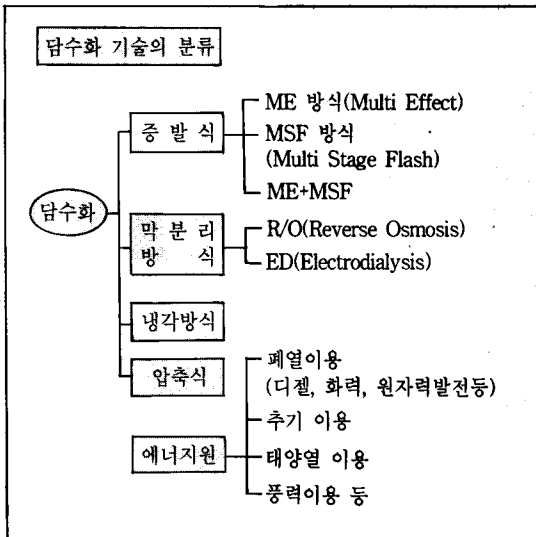 담수화 기술의 분류
담수화
증 발 식
ME 방식(Multi Effect)
MSF 방식
(Multi Stage Flash)
ME+MSF
막 분 리
방 식
R/O(Reverse Osmosis)
ED(Electrodialysis)
냉각방식
압축식
에너지원
폐열이용
(디젤, 화력, 원자력발전등)
추기 이용
태양열 이용
풍력이용 등